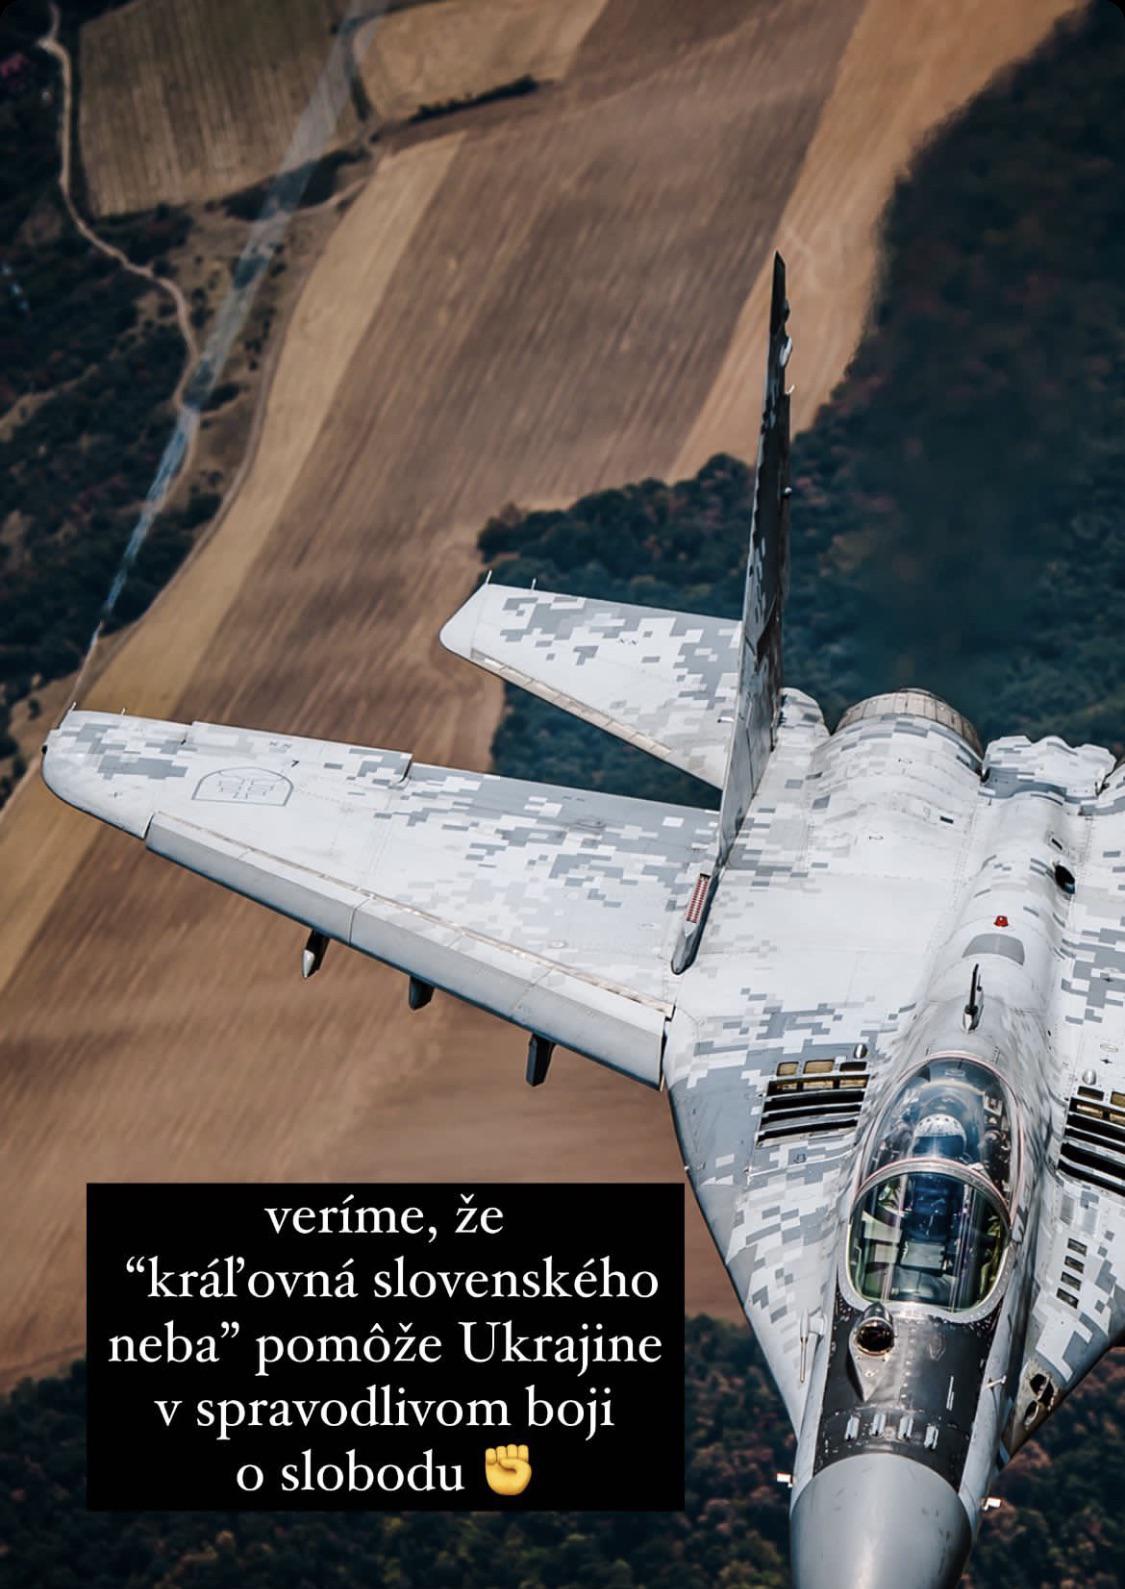 veríme, že
“kráľovná slovenského
neba” pomôže Ukrajine
v spravodlivom boji
o slobodu ✊